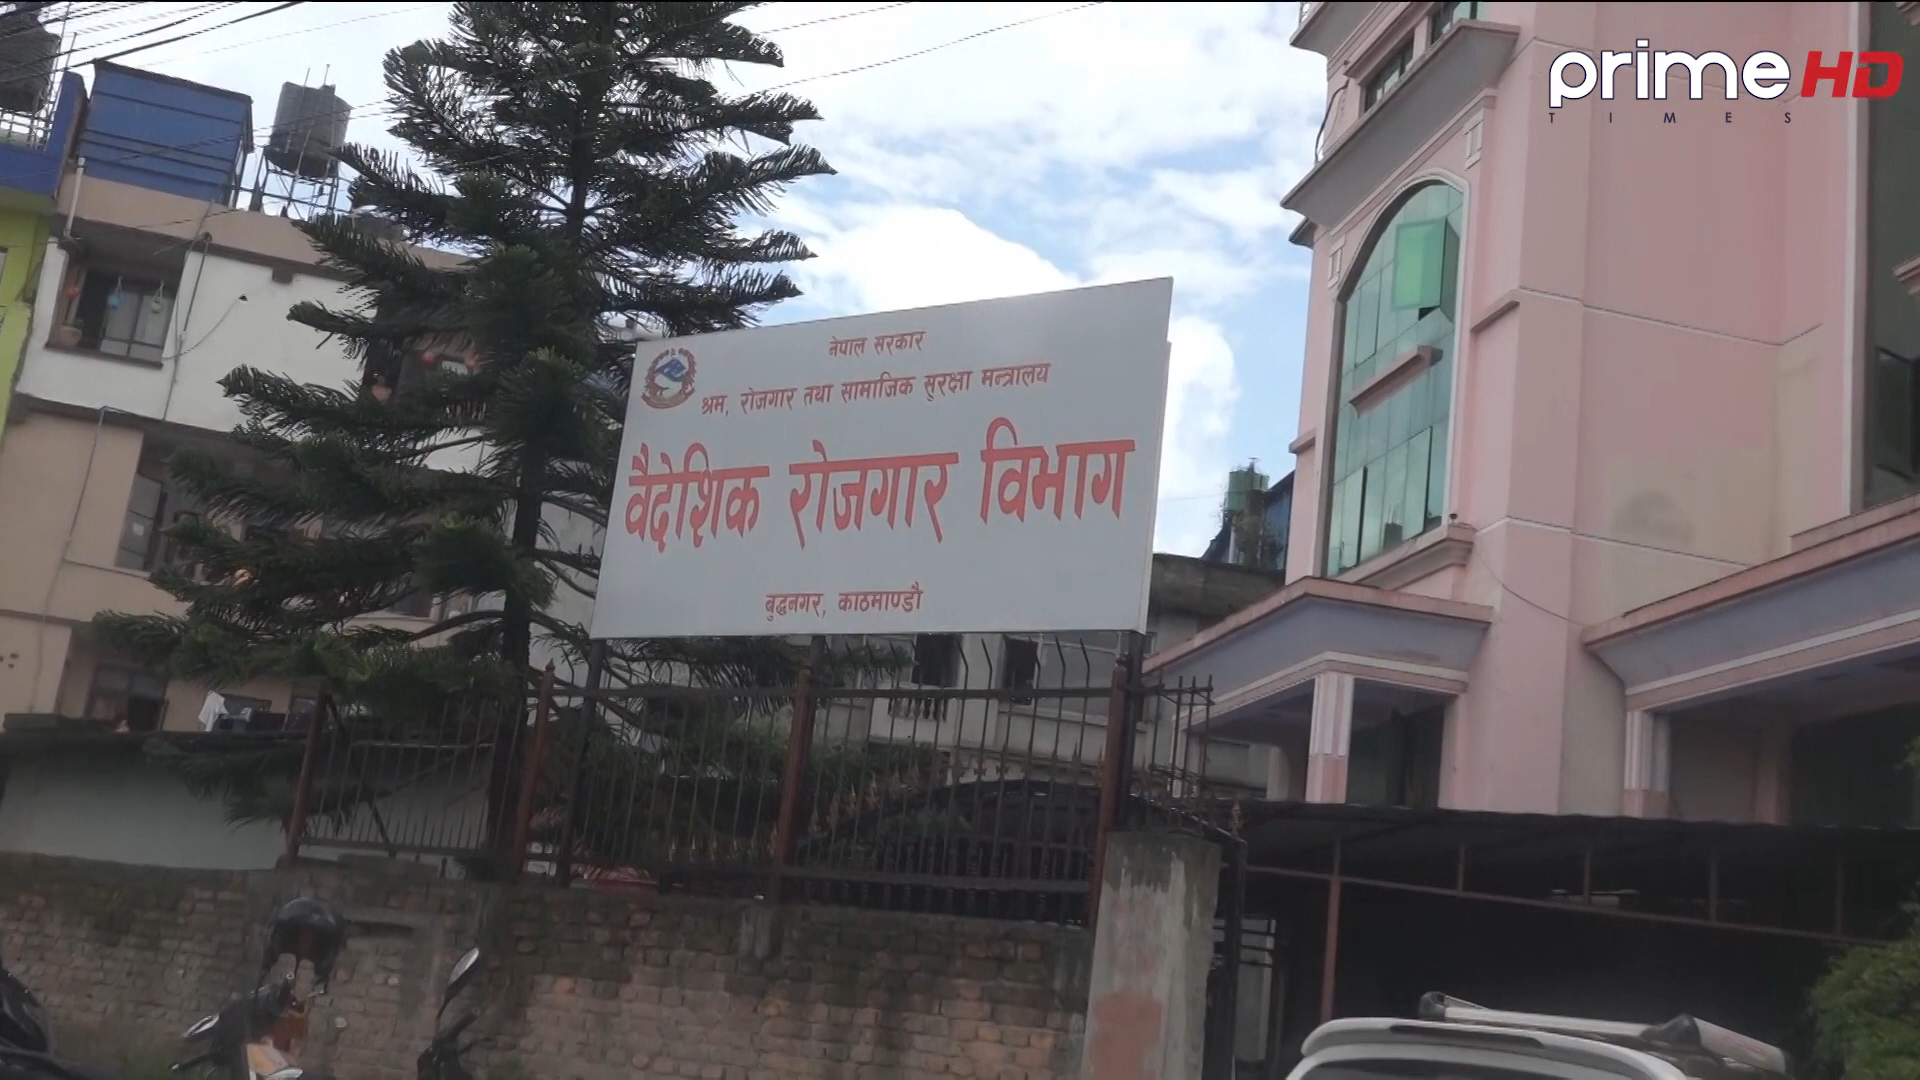 prime HD
TIMES
नेपाल सरकार
श्रम, रोजगार तथा सामाजिक सुरक्षा मन्त्रालय
वैदेशिक रोजगार विभाग
बुद्धनगर, काठमाण्डौ